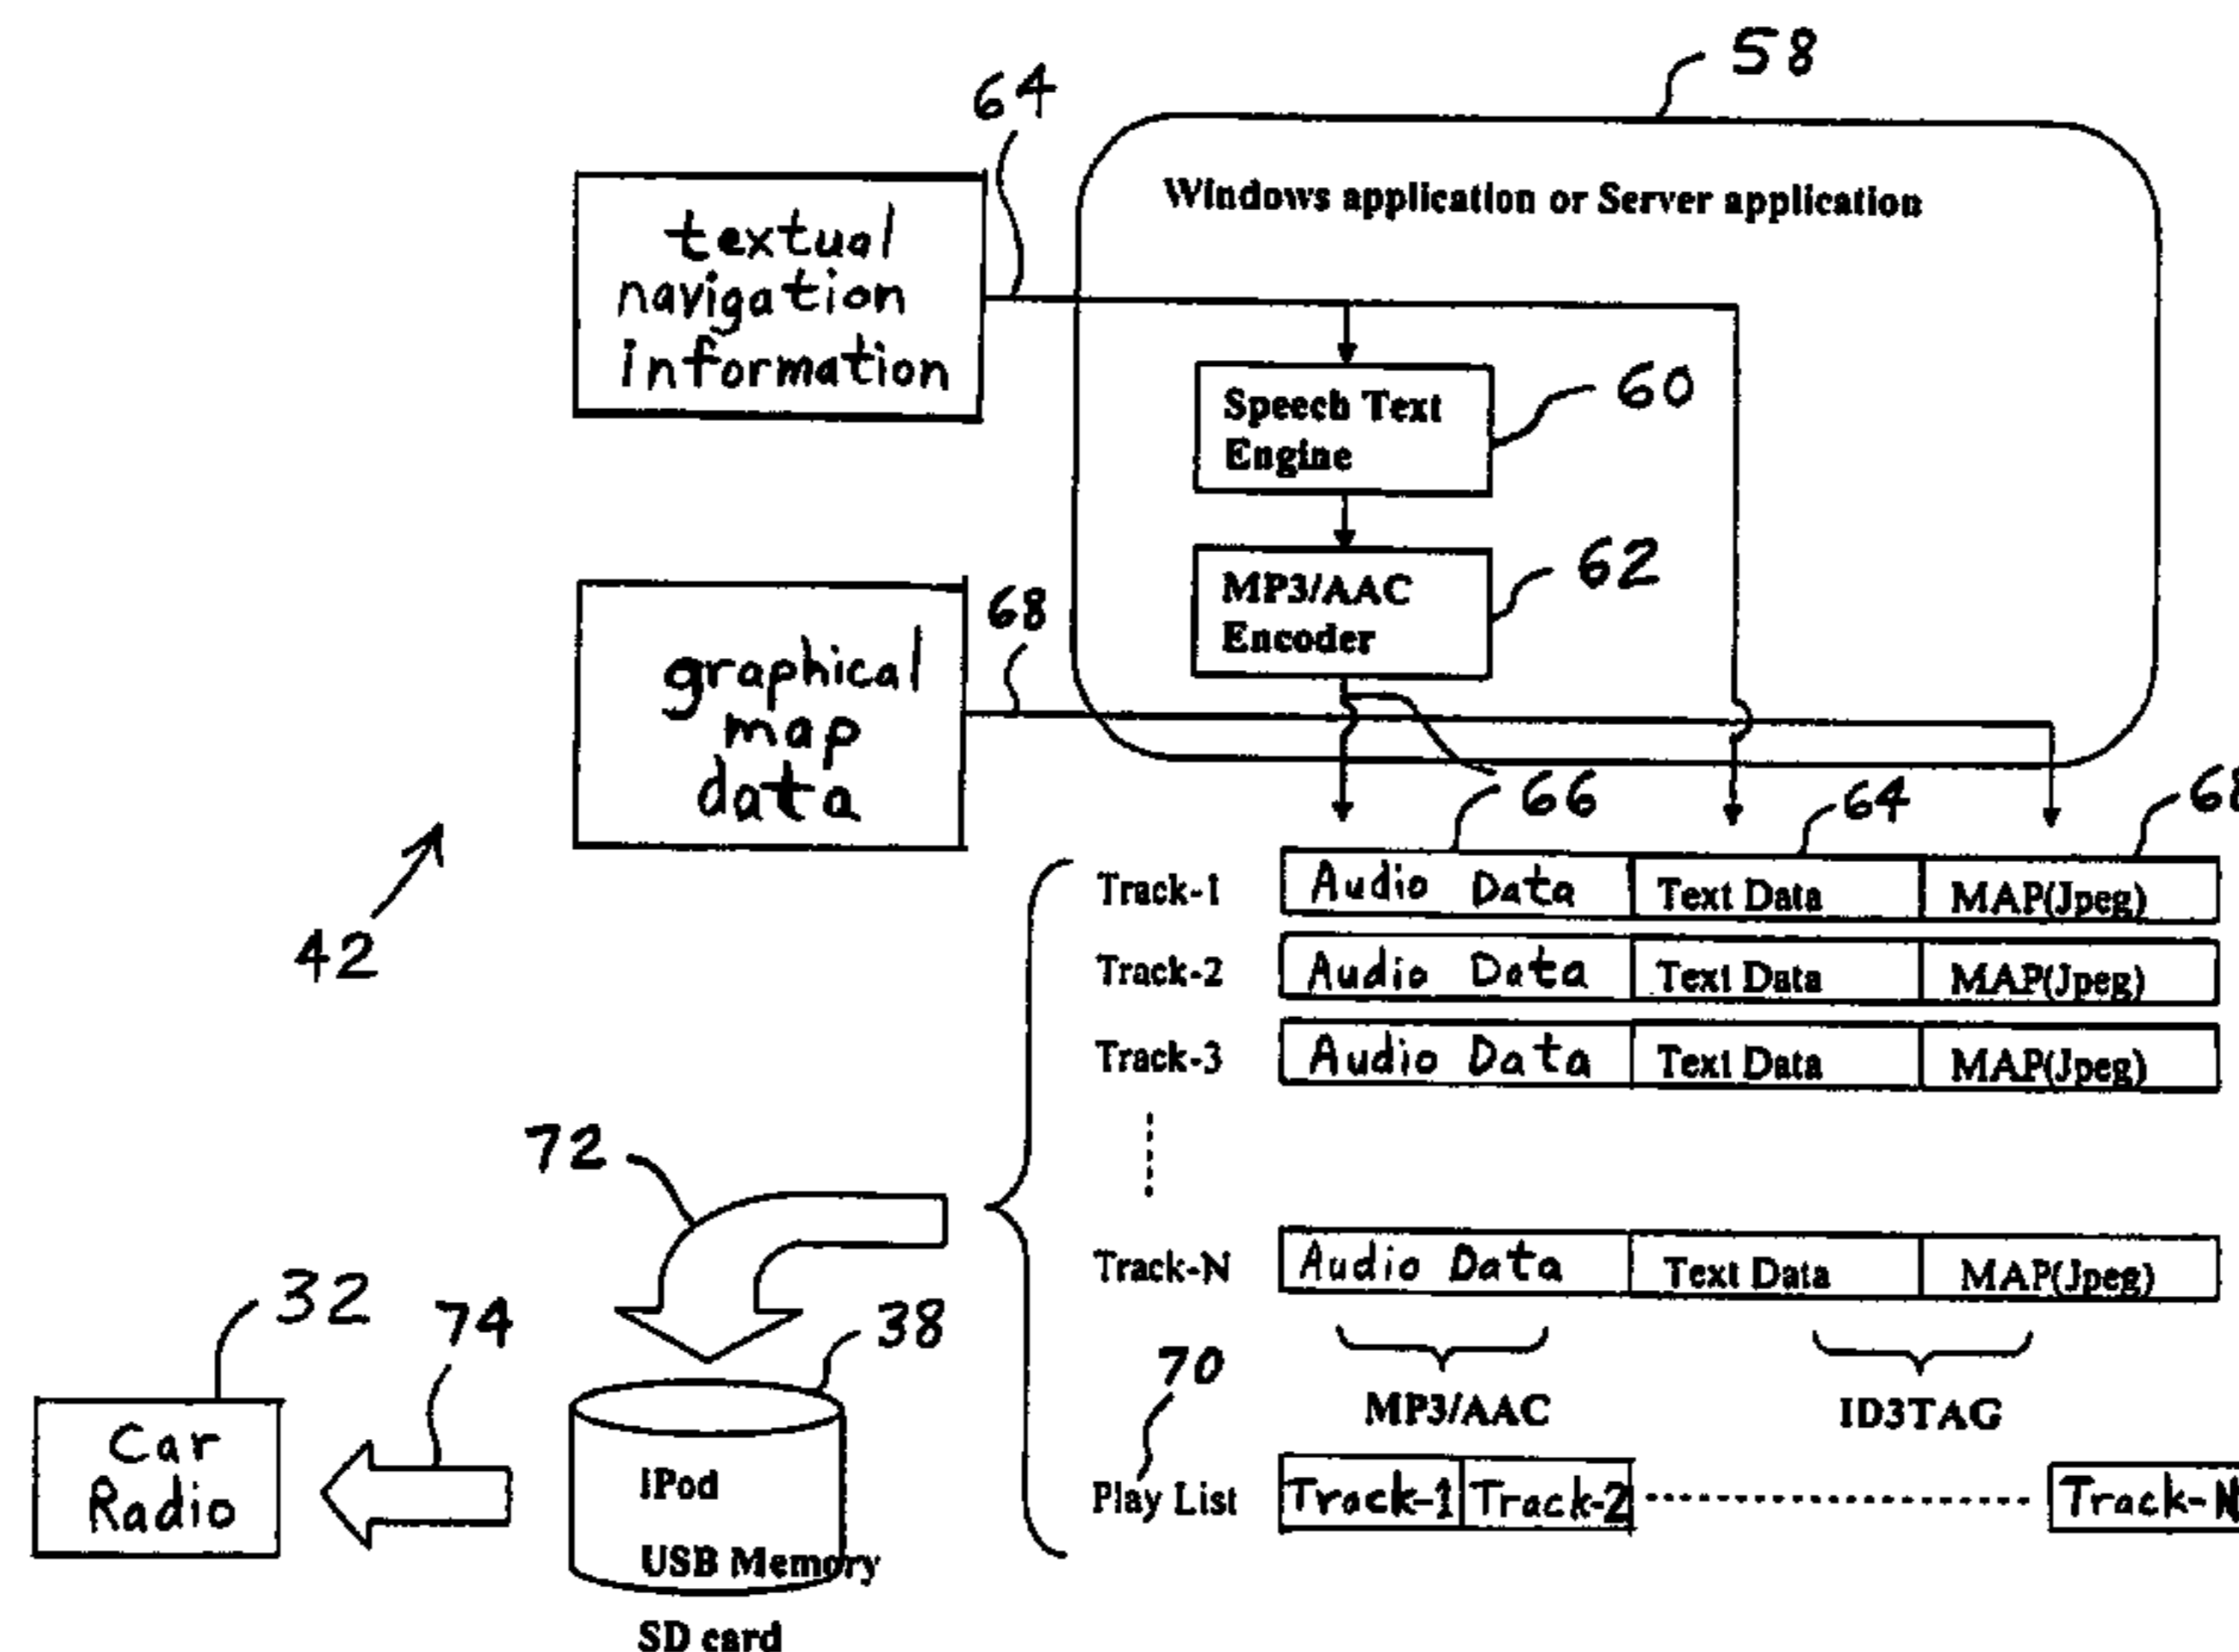 58
64
Windows application or Server application
textual
navigation
information
Speech Text
Engine
60
MP3/AAC
Encoder
62
68
graphical
map
data
66
64
68
42
Track-1 Audio Data Text Data MAP(Jpeg)
Track-2 Audio Data Text Data MAP(Jpeg)
Track-3 Audio Data Text Data MAP(Jpeg)
72
Track-N Audio Data Text Data MAP(Jpeg)
32
74
38
70
MP3/AAC
ID3TAG
Car
Radio
IPod
USB Memory
SD card
Play List Track-1 Track-2 Track-N